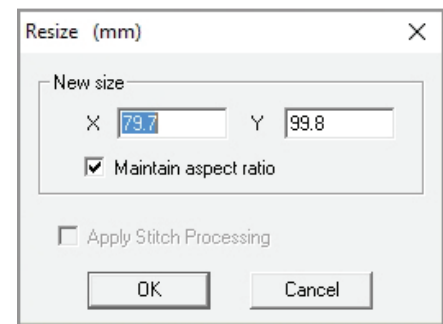 Resize (mm)
New size
X 79.7 Y 99.8
Maintain aspect ratio
Apply Stitch Processing
OK Cancel